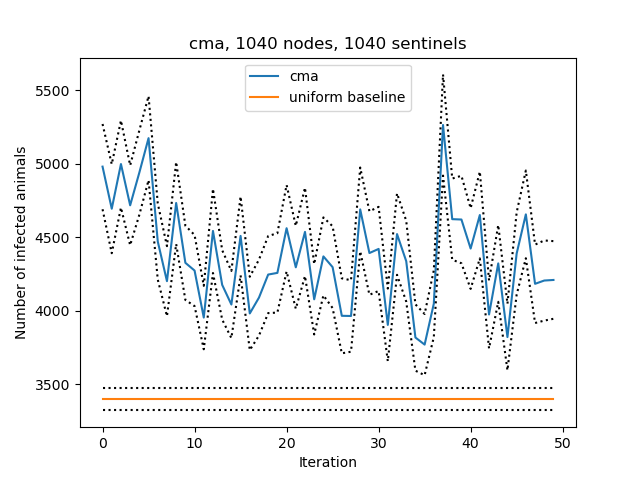 cma, 1040 nodes, 1040 sentinels
cma
uniform baseline
Number of infected animals
5500
5000
4500
4000
3500
0 10 20 30 40 50
Iteration